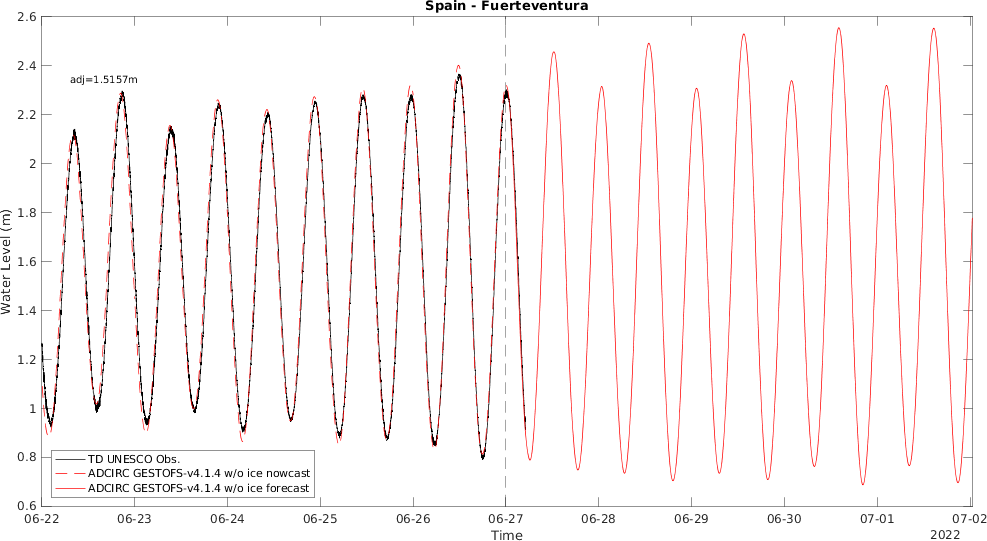 Spain - Fuerteventura
2.6
2.4
adj=1.5157m
2.2
2
1.8
1.6
1.4
1.2
1
0.8
0.6
Water Level (m)
TD UNESCO Obs.
ADCIRC GESTOFS-v4.1.4 w/o ice nowcast
ADCIRC GESTOFS-v4.1.4 w/o ice forecast
06-22 06-23 06-24 06-25 06-26 06-27 06-28 06-29 06-30 07-01 07-02
Time
2022